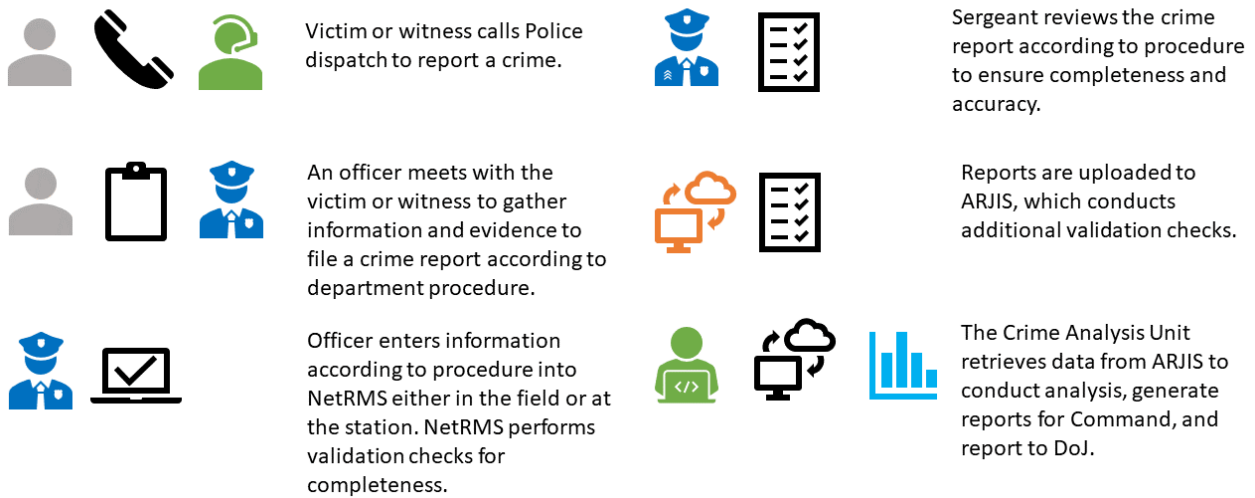 Victim or witness calls Police
dispatch to report a crime.
An officer meets with the
victim or witness to gather
information and evidence to
file a crime report according to
department procedure.
Officer enters information
according to procedure into
NetRMS either in the field or at
the station. NetRMS performs
validation checks for
completeness.
Sergeant reviews the crime
report according to procedure
to ensure completeness and
accuracy.
Reports are uploaded to
ARJIS, which conducts
additional validation checks.
</>
The Crime Analysis Unit
retrieves data from ARJIS to
conduct analysis, generate
reports for Command, and
report to DoJ.